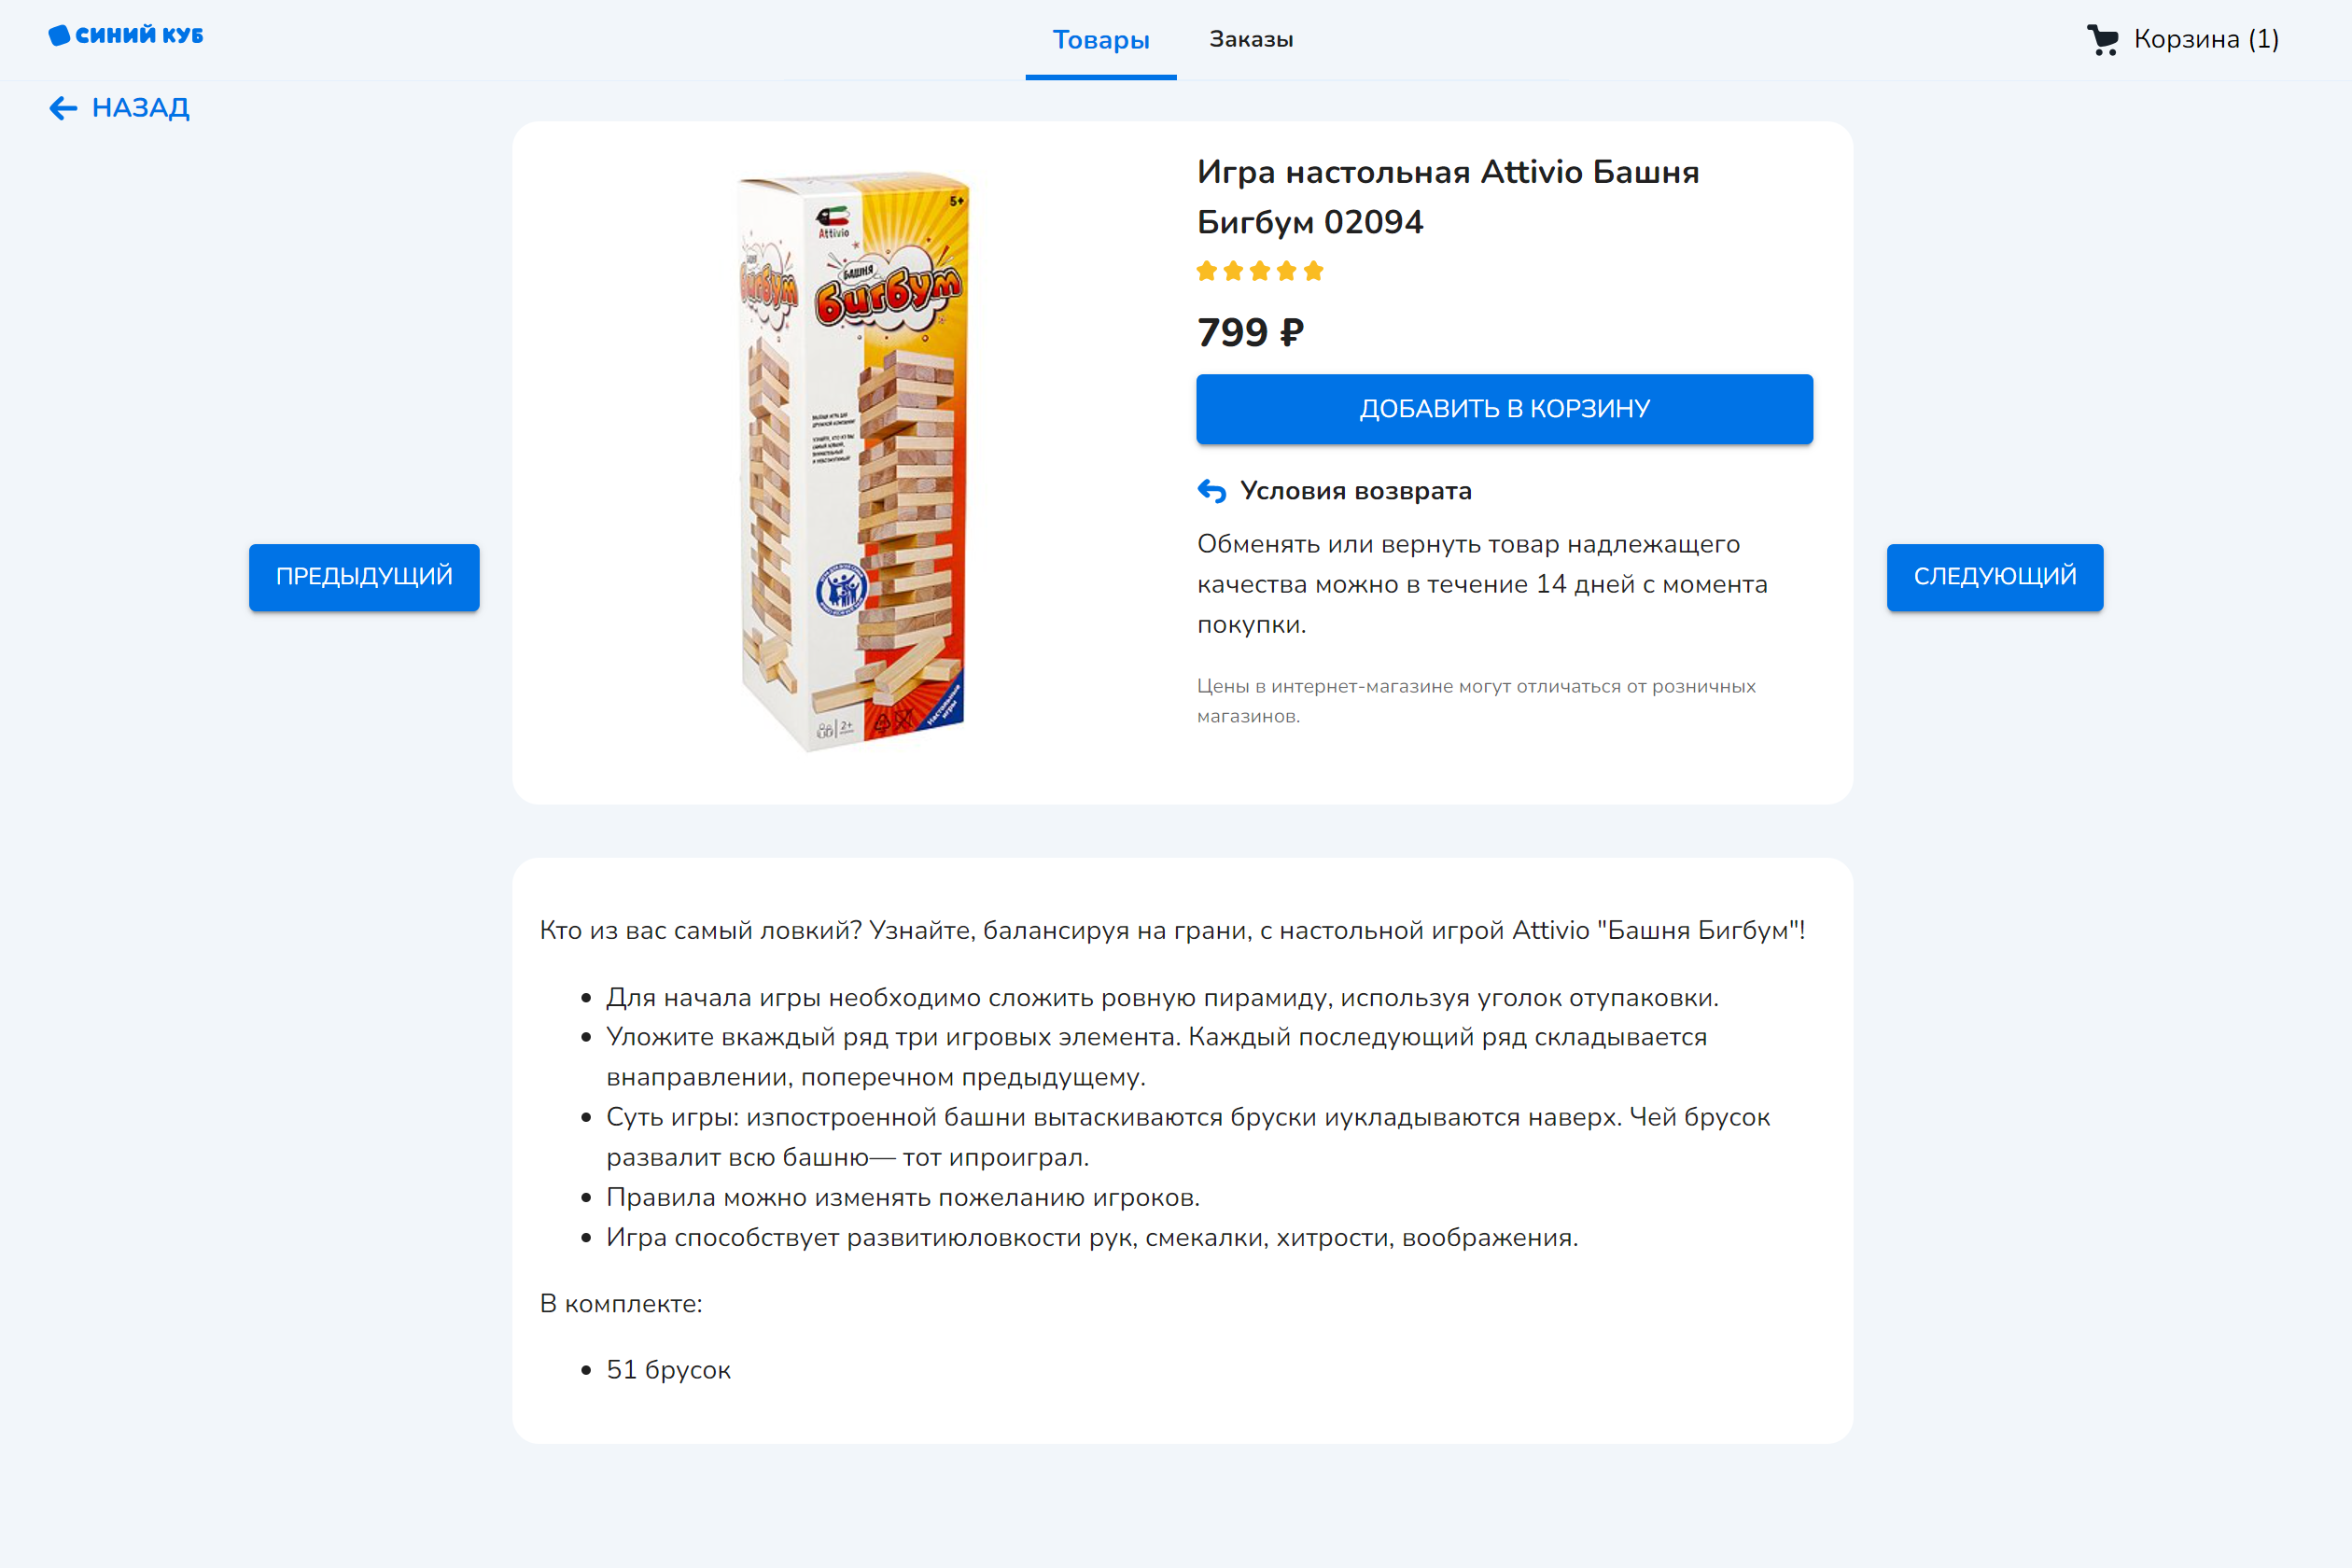 СИНИЙ КУБ
Товары
Заказы
Корзина (1)
НАЗАД
Игра настольная Attivio Башня
Бигбум 02094
799 ₽
ДОБАВИТЬ В КОРЗИНУ
Условия возврата
Обменять или вернуть товар надлежащего
качества можно в течение 14 дней с момента
покупки.
Цены в интернет-магазине могут отличаться от розничных
магазинов.
ПРЕДЫДУЩИЙ
СЛЕДУЮЩИЙ
5+
Attivio
БАШНЯ
бигбум
бигбум
2+
Настольные
игры
Кто из вас самый ловкий? Узнайте, балансируя на грани, с настольной игрой Attivio "Башня Бигбум"!
Для начала игры необходимо сложить ровную пирамиду, используя уголок отупаковки.
Уложите вкаждый ряд три игровых элемента. Каждый последующий ряд складывается
внаправлении, поперечном предыдущему.
Суть игры: изпостроенной башни вытаскиваются бруски иукладываются наверх. Чей брусок
развалит всю башню— тот ипроиграл.
Правила можно изменять пожеланию игроков.
Игра способствует развитиюловкости рук, смекалки, хитрости, воображения.
В комплекте:
51 брусок